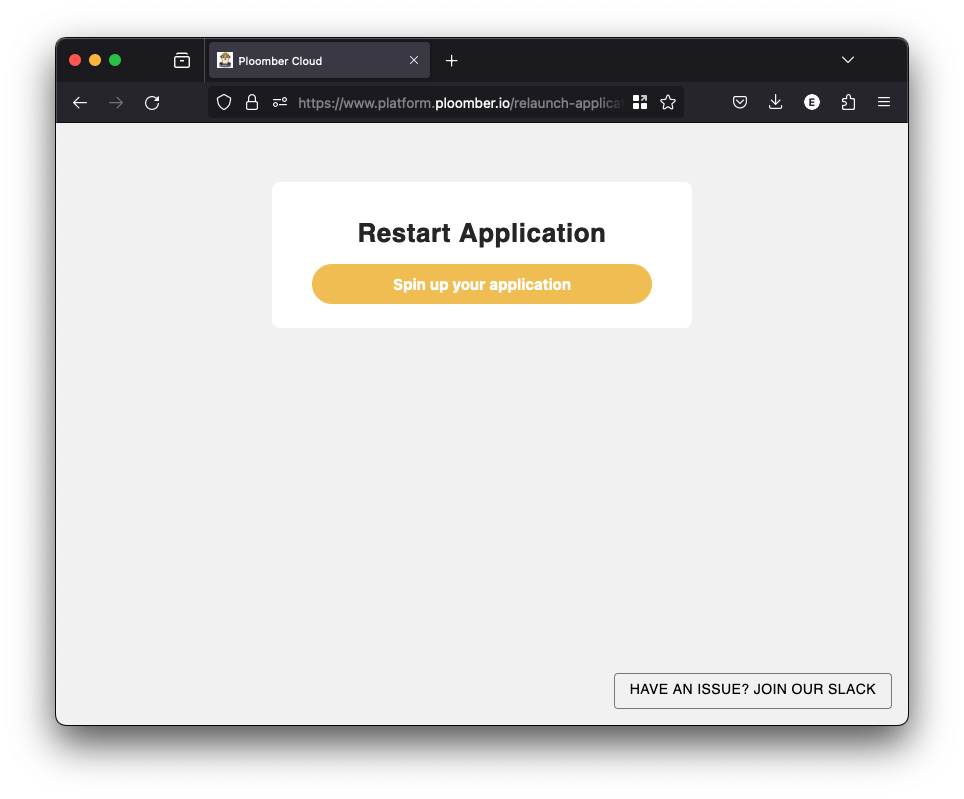 Ploomber Cloud
https://www.platform.ploomber.io/relaunch-applica
E
Restart Application
Spin up your application
HAVE AN ISSUE? JOIN OUR SLACK